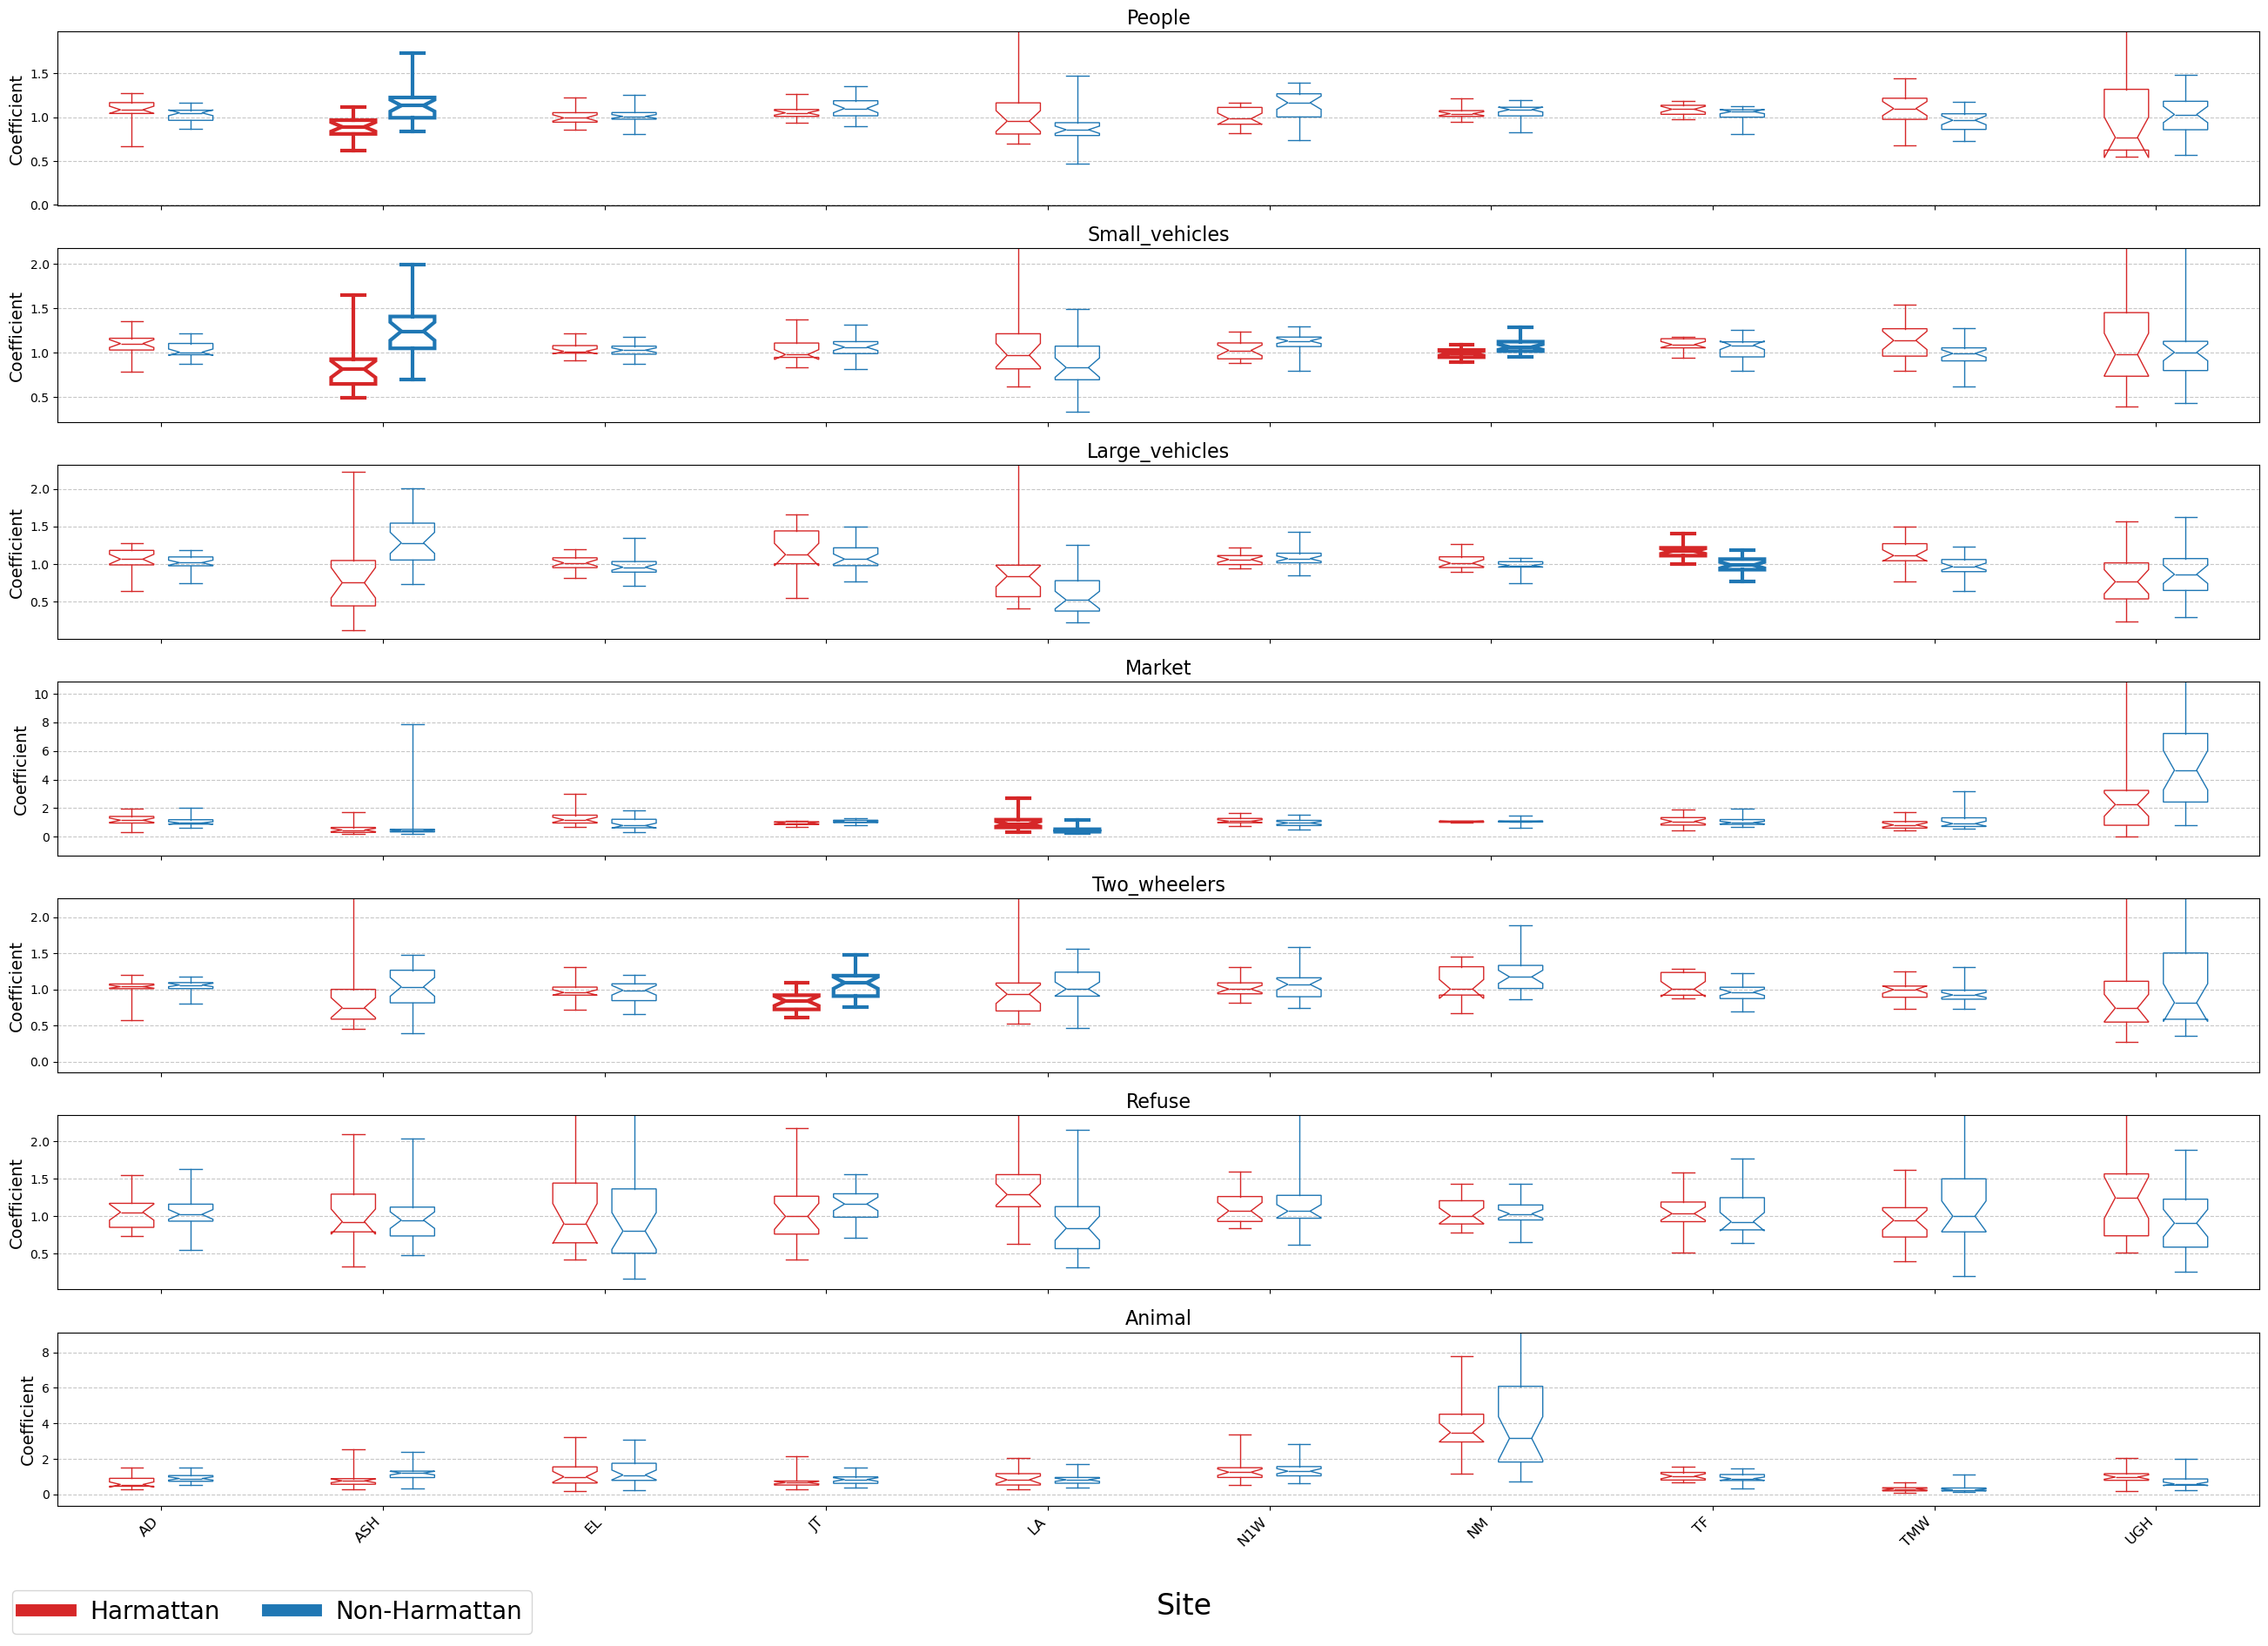 People
Coefficient
1.5
1.0
0.5
0.0
Small_vehicles
Coefficient
2.0
1.5
1.0
0.5
Large_vehicles
Coefficient
2.0
1.5
1.0
0.5
Market
Coefficient
10
8
6
4
2
0
Two_wheelers
Coefficient
2.0
1.5
1.0
0.5
0.0
Refuse
Coefficient
2.0
1.5
1.0
0.5
Animal
Coefficient
8
6
4
2
0
AD ASH EL JT LA N1W NM TF TMW UGH
Site
Harmattan Non-Harmattan